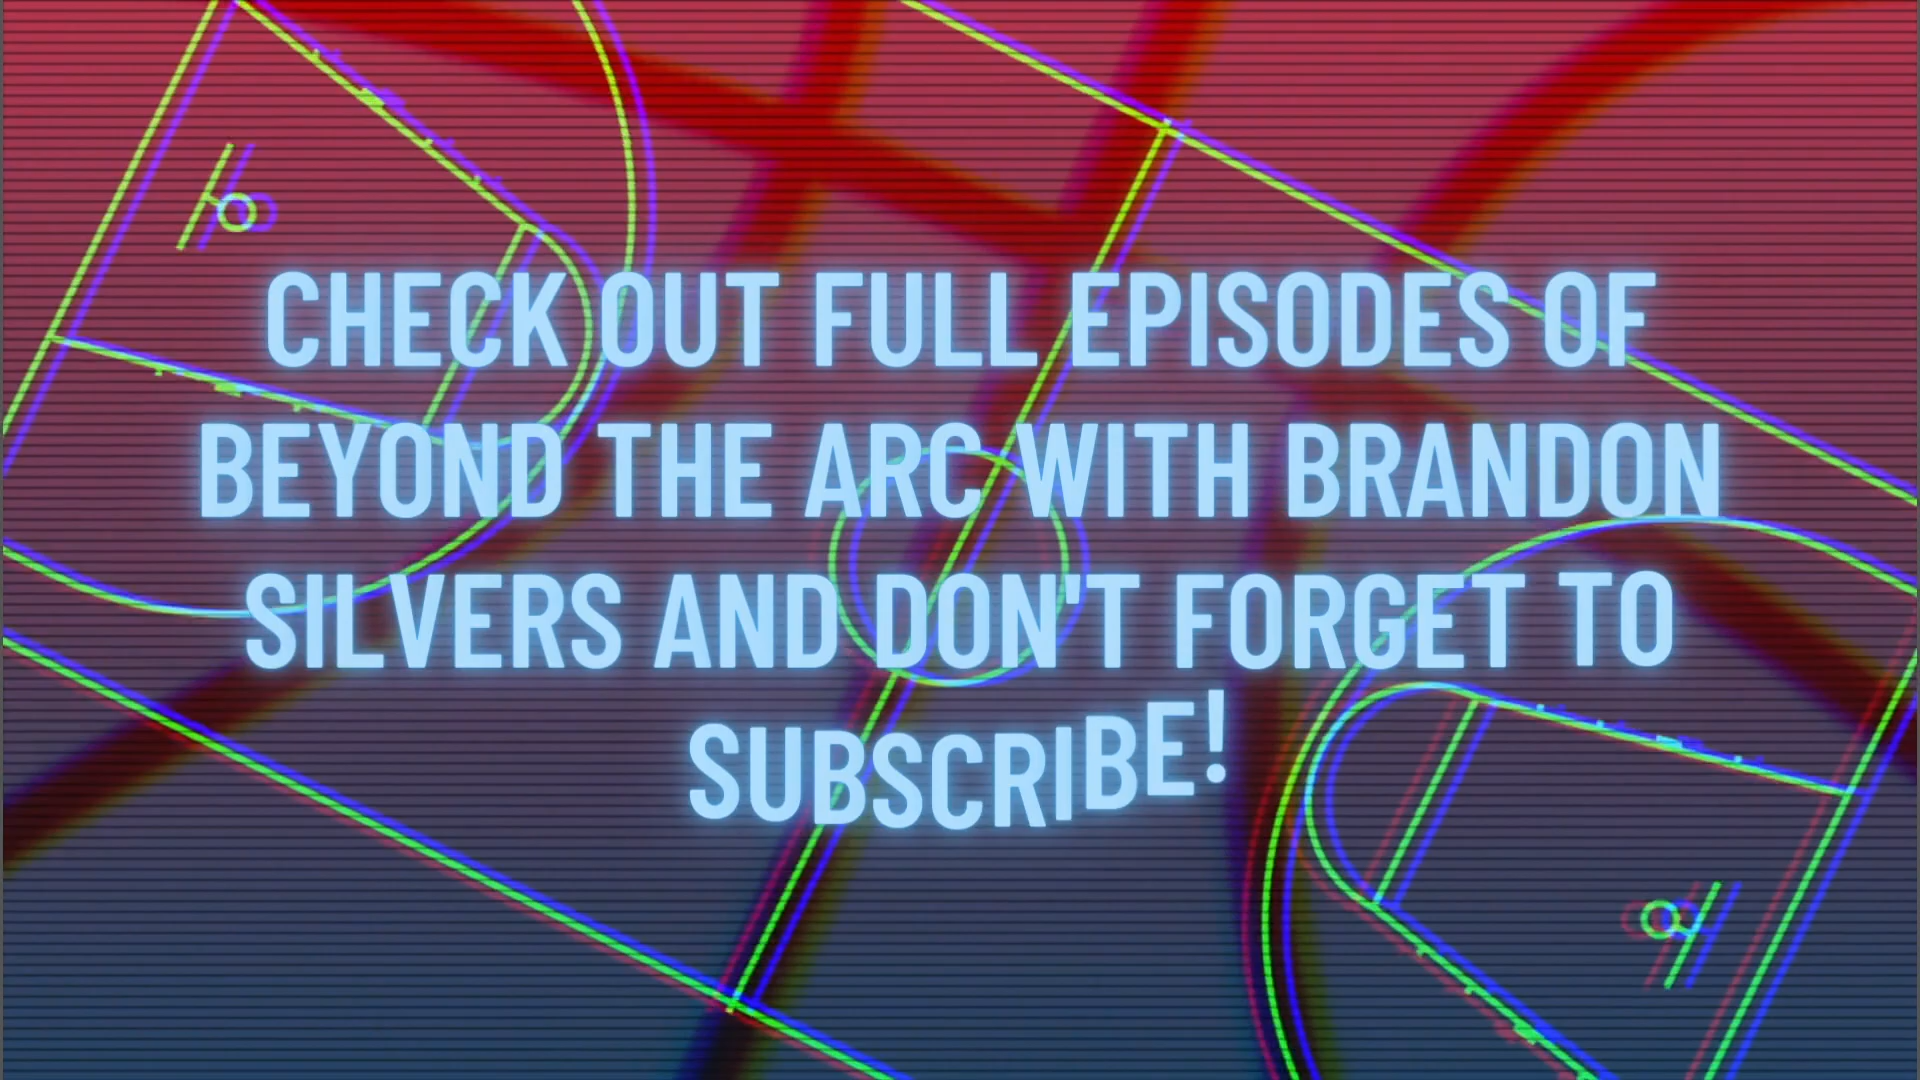 CHECK OUT FULL EPISODES OF
BEYOND THE ARC WITH BRANDON
SILVERS AND DON'T FORGET TO
SUBSCRIBE!